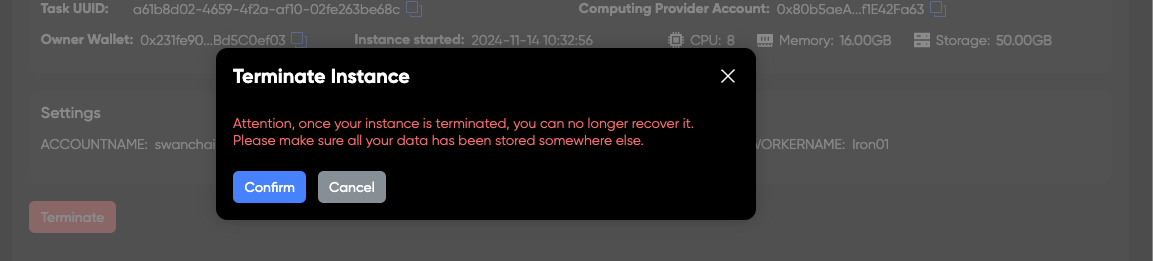 Task UUID: a61b8d02-4659-4f2a-af10-02fe263be68c Computing Provider Account: 0x80b5aeA...f1E42Fa63
Owner Wallet: 0x231fe90...Bd5C0ef03 Instance started: 2024-11-14 10:32:56 CPU: 8 Memory: 16.00GB Storage: 50.00GB
Terminate Instance
Attention, once your instance is terminated, you can no longer recover it.
Please make sure all your data has been stored somewhere else.
Confirm Cancel
Settings
ACCOUNTNAME: swanchai ORKERNAME: Iron01
Terminate